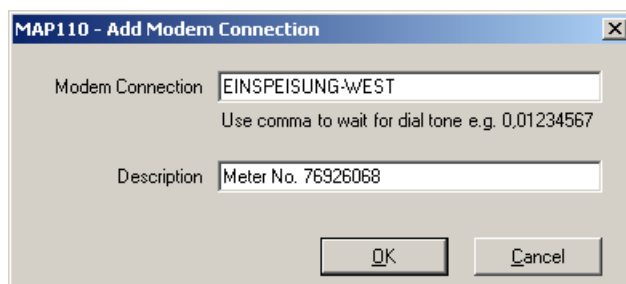 MAP110 - Add Modem Connection
Modem Connection EINSPEISUNG-WEST
Use comma to wait for dial tone e.g. 0,01234567
Description Meter No. 76926068
OK Cancel